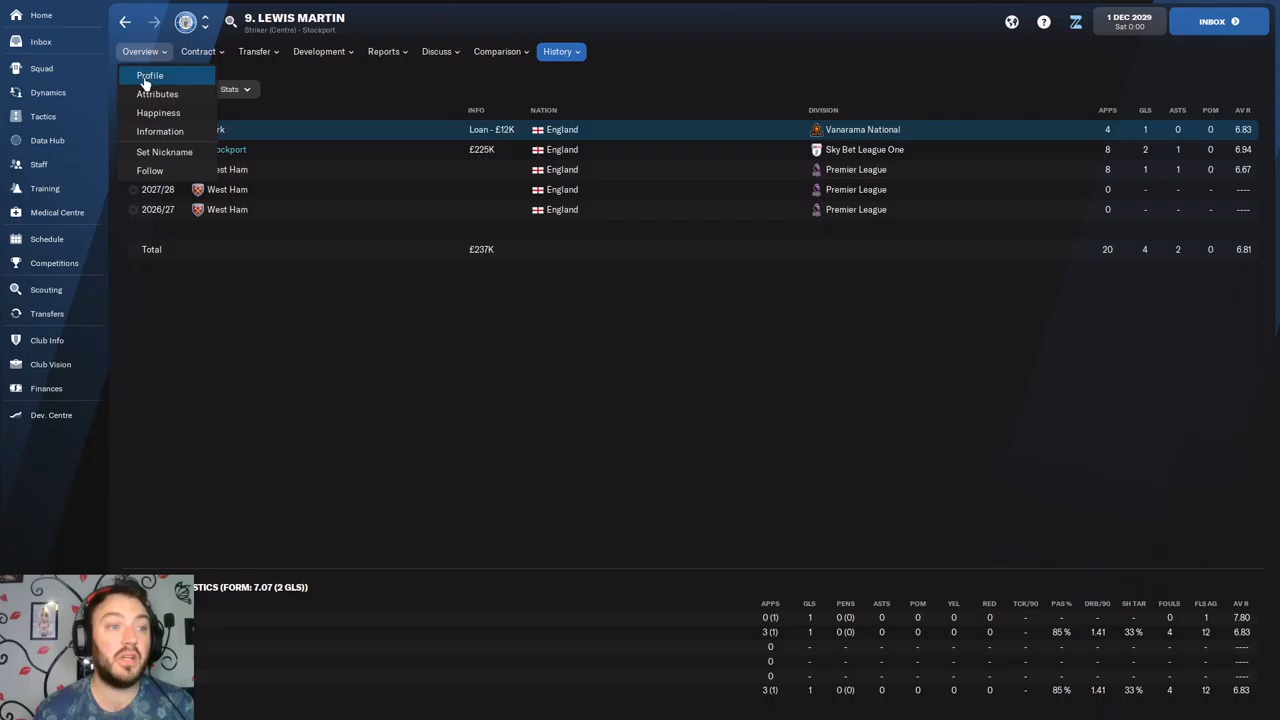 Home
9. LEWIS MARTIN
Striker (Centre) - Stockport
1 DEC 2029
Sat 0:00
INBOX
Inbox
Squad
Dynamics
Tactics
Data Hub
Staff
Training
Medical Centre
Schedule
Competitions
Scouting
Transfers
Club Info
Club Vision
Finances
Dev. Centre
Overview Contract Transfer Development Reports Discuss Comparison History
Profile
Attributes
Happiness
Information
Set Nickname
Follow
Stats
INFO NATION DIVISION APPS GLS ASTS POM AV R
rk Loan - £12K England Vanarama National 4 1 0 0 6.83
ockport £225K England Sky Bet League One 8 2 1 0 6.94
est Ham England Premier League 8 1 1 0 6.67
2027/28 West Ham England Premier League 0 - - - ----
2026/27 West Ham England Premier League 0 - - - ----
Total £237K 20 4 2 0 6.81
STICS (FORM: 7.07 (2 GLS))
APPS GLS PENS ASTS POM YEL RED TCK/90 PAS % DRB/90 SH TAR FOULS FLS AG AV R
0 (1) 1 0 (0) 0 0 0 0 - - - - 0 1 7.80
3 (1) 1 0 (0) 0 0 0 0 - 85 % 1.41 33 % 4 12 6.83
0 - - - - - - - - - - - - ----
0 - - - - - - - - - - - - ----
0 - - - - - - - - - - - - ----
3 (1) 1 0 (0) 0 0 0 0 - 85 % 1.41 33 % 4 12 6.83